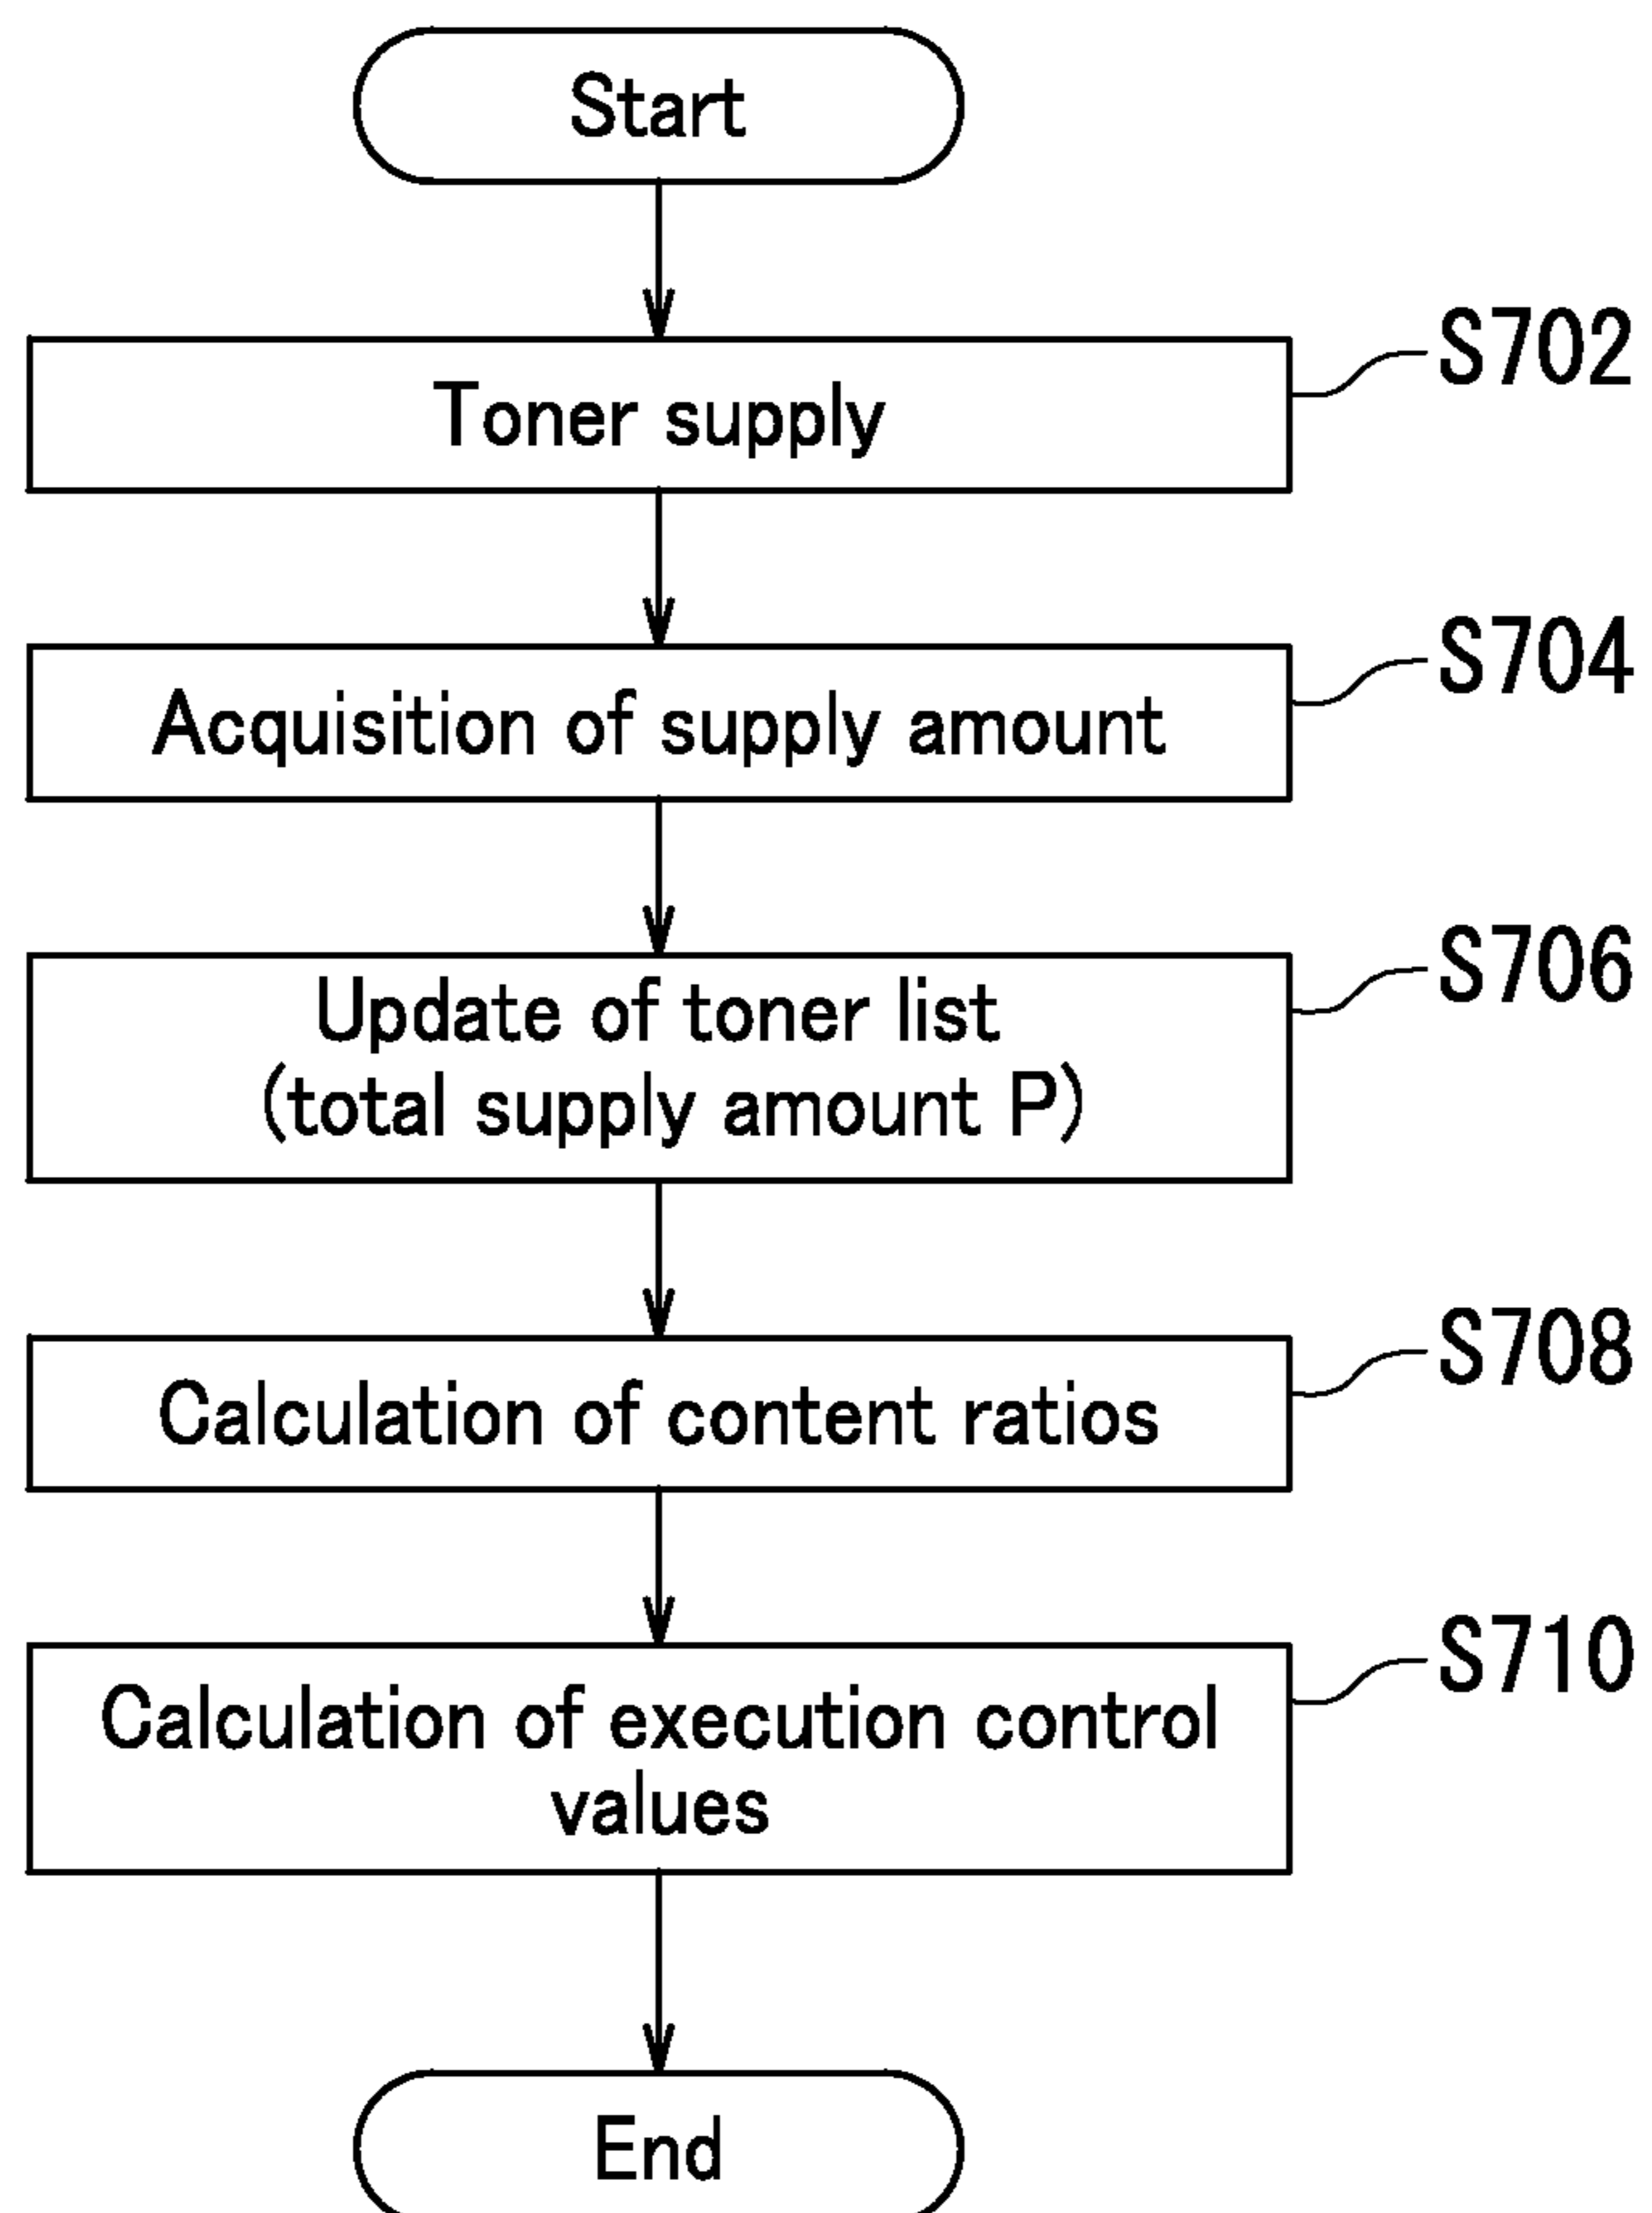 Start
S702
Toner supply
S704
Acquisition of supply amount
S706
Update of toner list
(total supply amount P)
S708
Calculation of content ratios
S710
Calculation of execution control
values
End